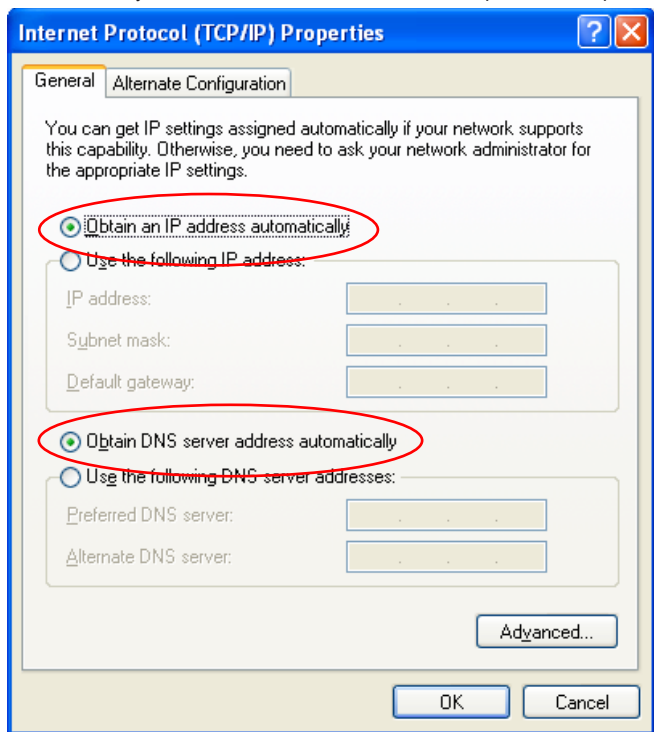 Internet Protocol (TCP/IP) Properties
General
Alternate Configuration
You can get IP settings assigned automatically if your network supports
this capability. Otherwise, you need to ask your network administrator for
the appropriate IP settings.
Obtain an IP address automatically
Use the following IP address:
IP address:
Subnet mask:
Default gateway:
Obtain DNS server address automatically
Use the following DNS server addresses:
Preferred DNS server:
Alternate DNS server:
Advanced...
OK
Cancel